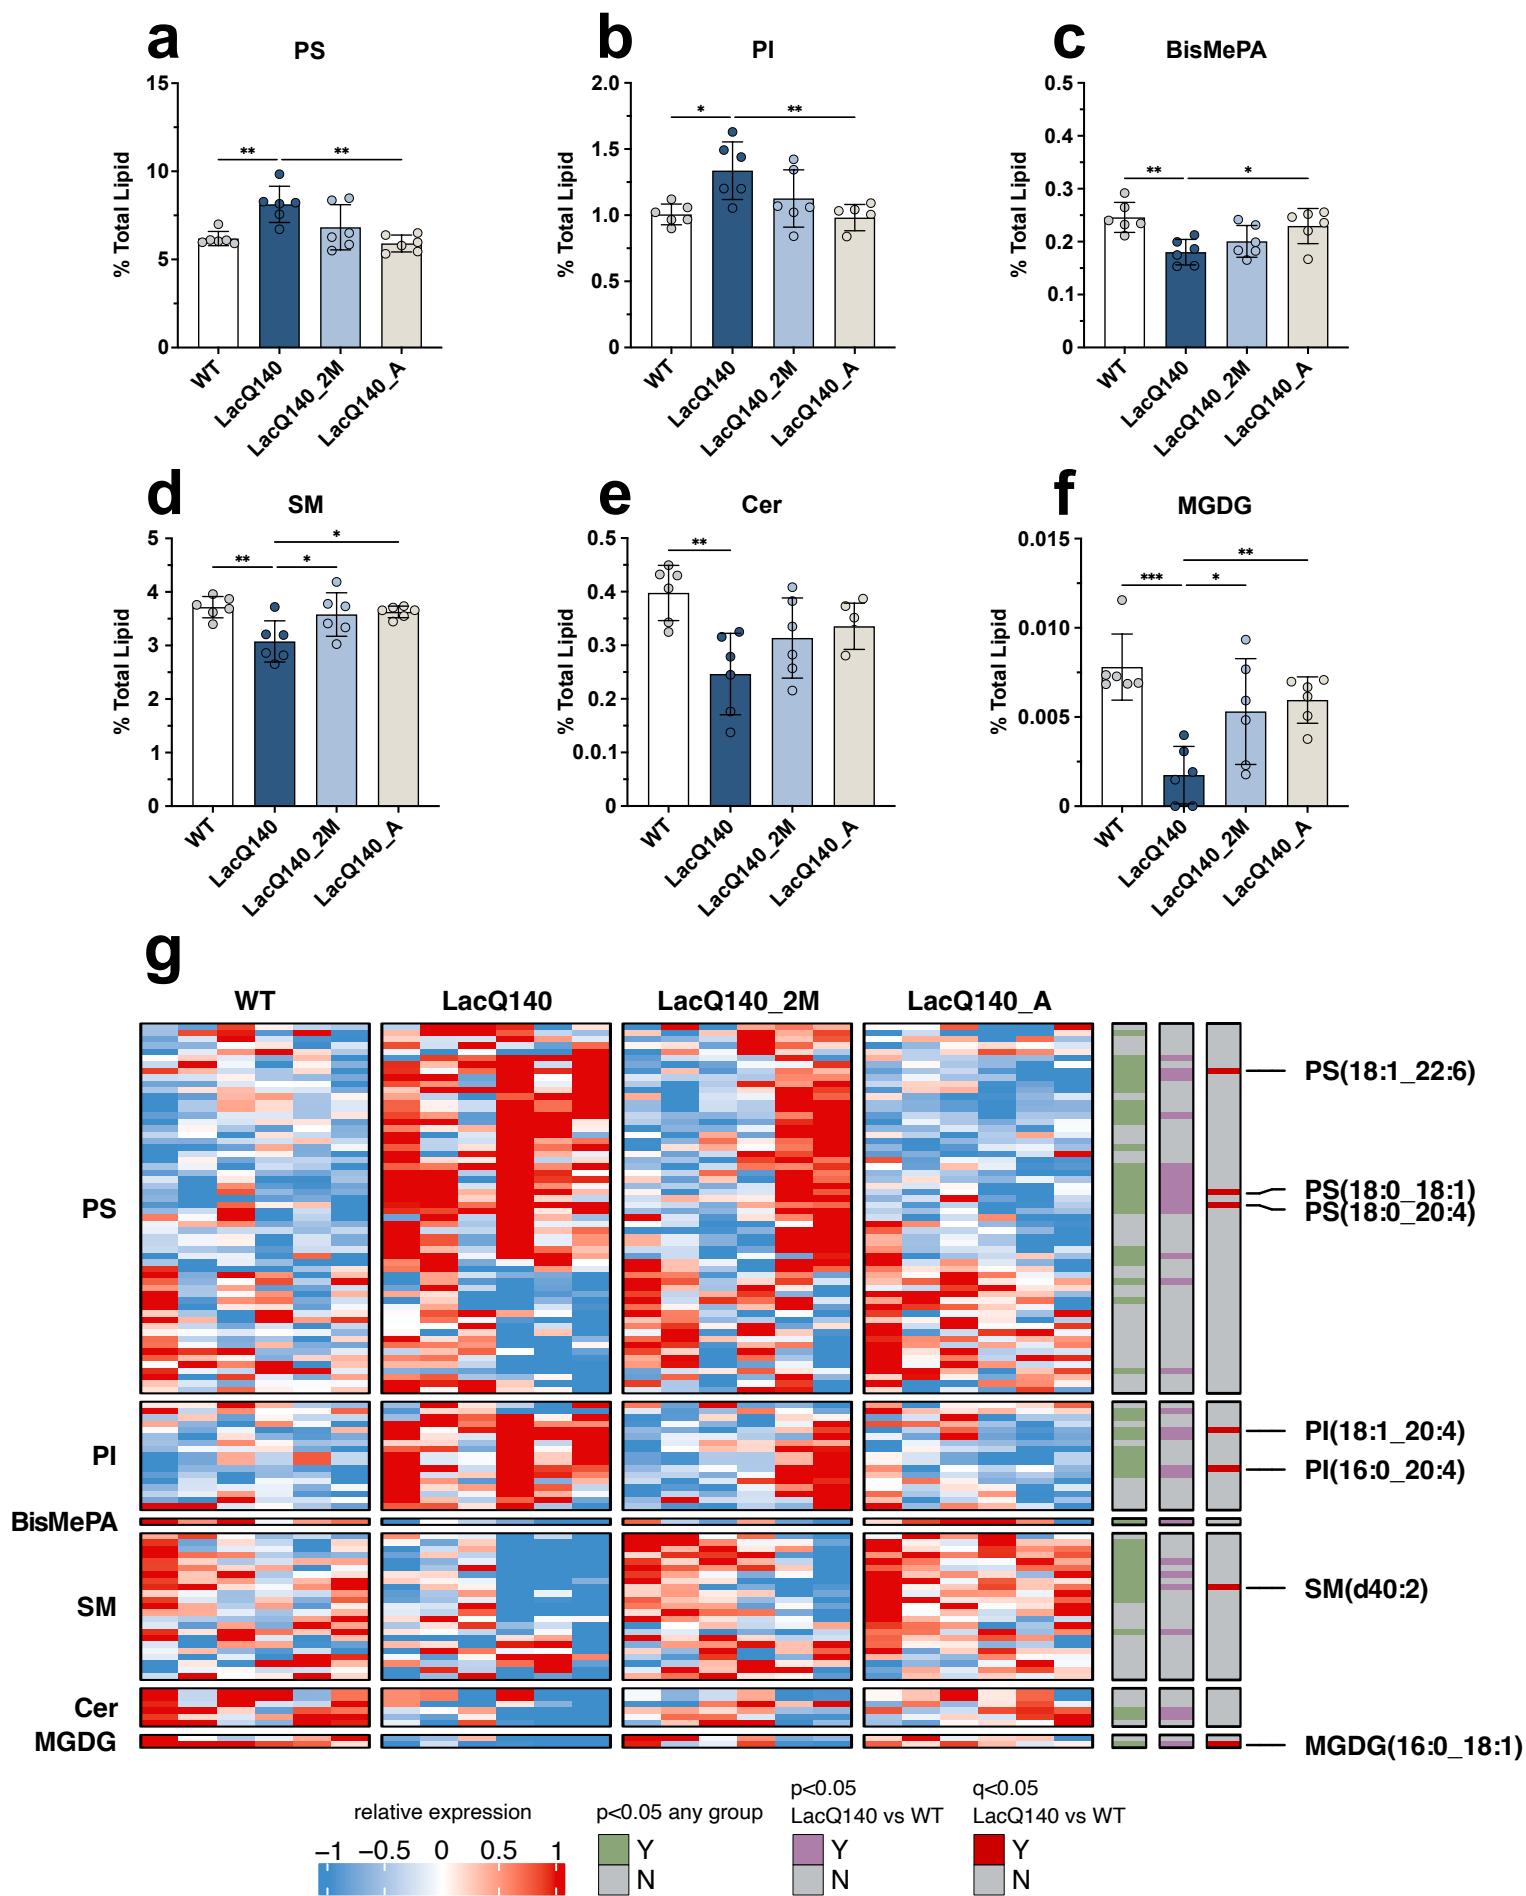 a
PS
15
10
5
0
% Total Lipid
**
**
WT
LacQ140
LacQ140_2M
LacQ140_A
b
PI
2.0
1.5
1.0
0.5
0
% Total Lipid
*
**
WT
LacQ140
LacQ140_2M
LacQ140_A
c
BisMePA
0.5
0.4
0.3
0.2
0.1
0
% Total Lipid
**
*
WT
LacQ140
LacQ140_2M
LacQ140_A
d
SM
5
4
3
2
1
0
% Total Lipid
*
**
*
WT
LacQ140
LacQ140_2M
LacQ140_A
e
Cer
0.5
0.4
0.3
0.2
0.0.1
0
% Total Lipid
**
WT
LacQ140
LacQ140_2M
LacQ140_A
f
MGDG
0.015
0.010
0.005
0
% Total Lipid
**
***
*
WT
LacQ140
LacQ140_2M
LacQ140_A
g
WT LacQ140 LacQ140_2M LacQ140_A
PS
PI
BisMePA
SM
Cer
MGDG
PS(18:1_22:6)
PS(18:0_18:1)
PS(18:0_20:4)
PI(18:1_20:4)
PI(16:0_20:4)
SM(d40:2)
MGDG(16:0_18:1)
relative expression
−1 −0.5 0 0.5 1
p<0.05 any group
Y
N
p<0.05
LacQ140 vs WT
Y
N
q<0.05
LacQ140 vs WT
Y
N